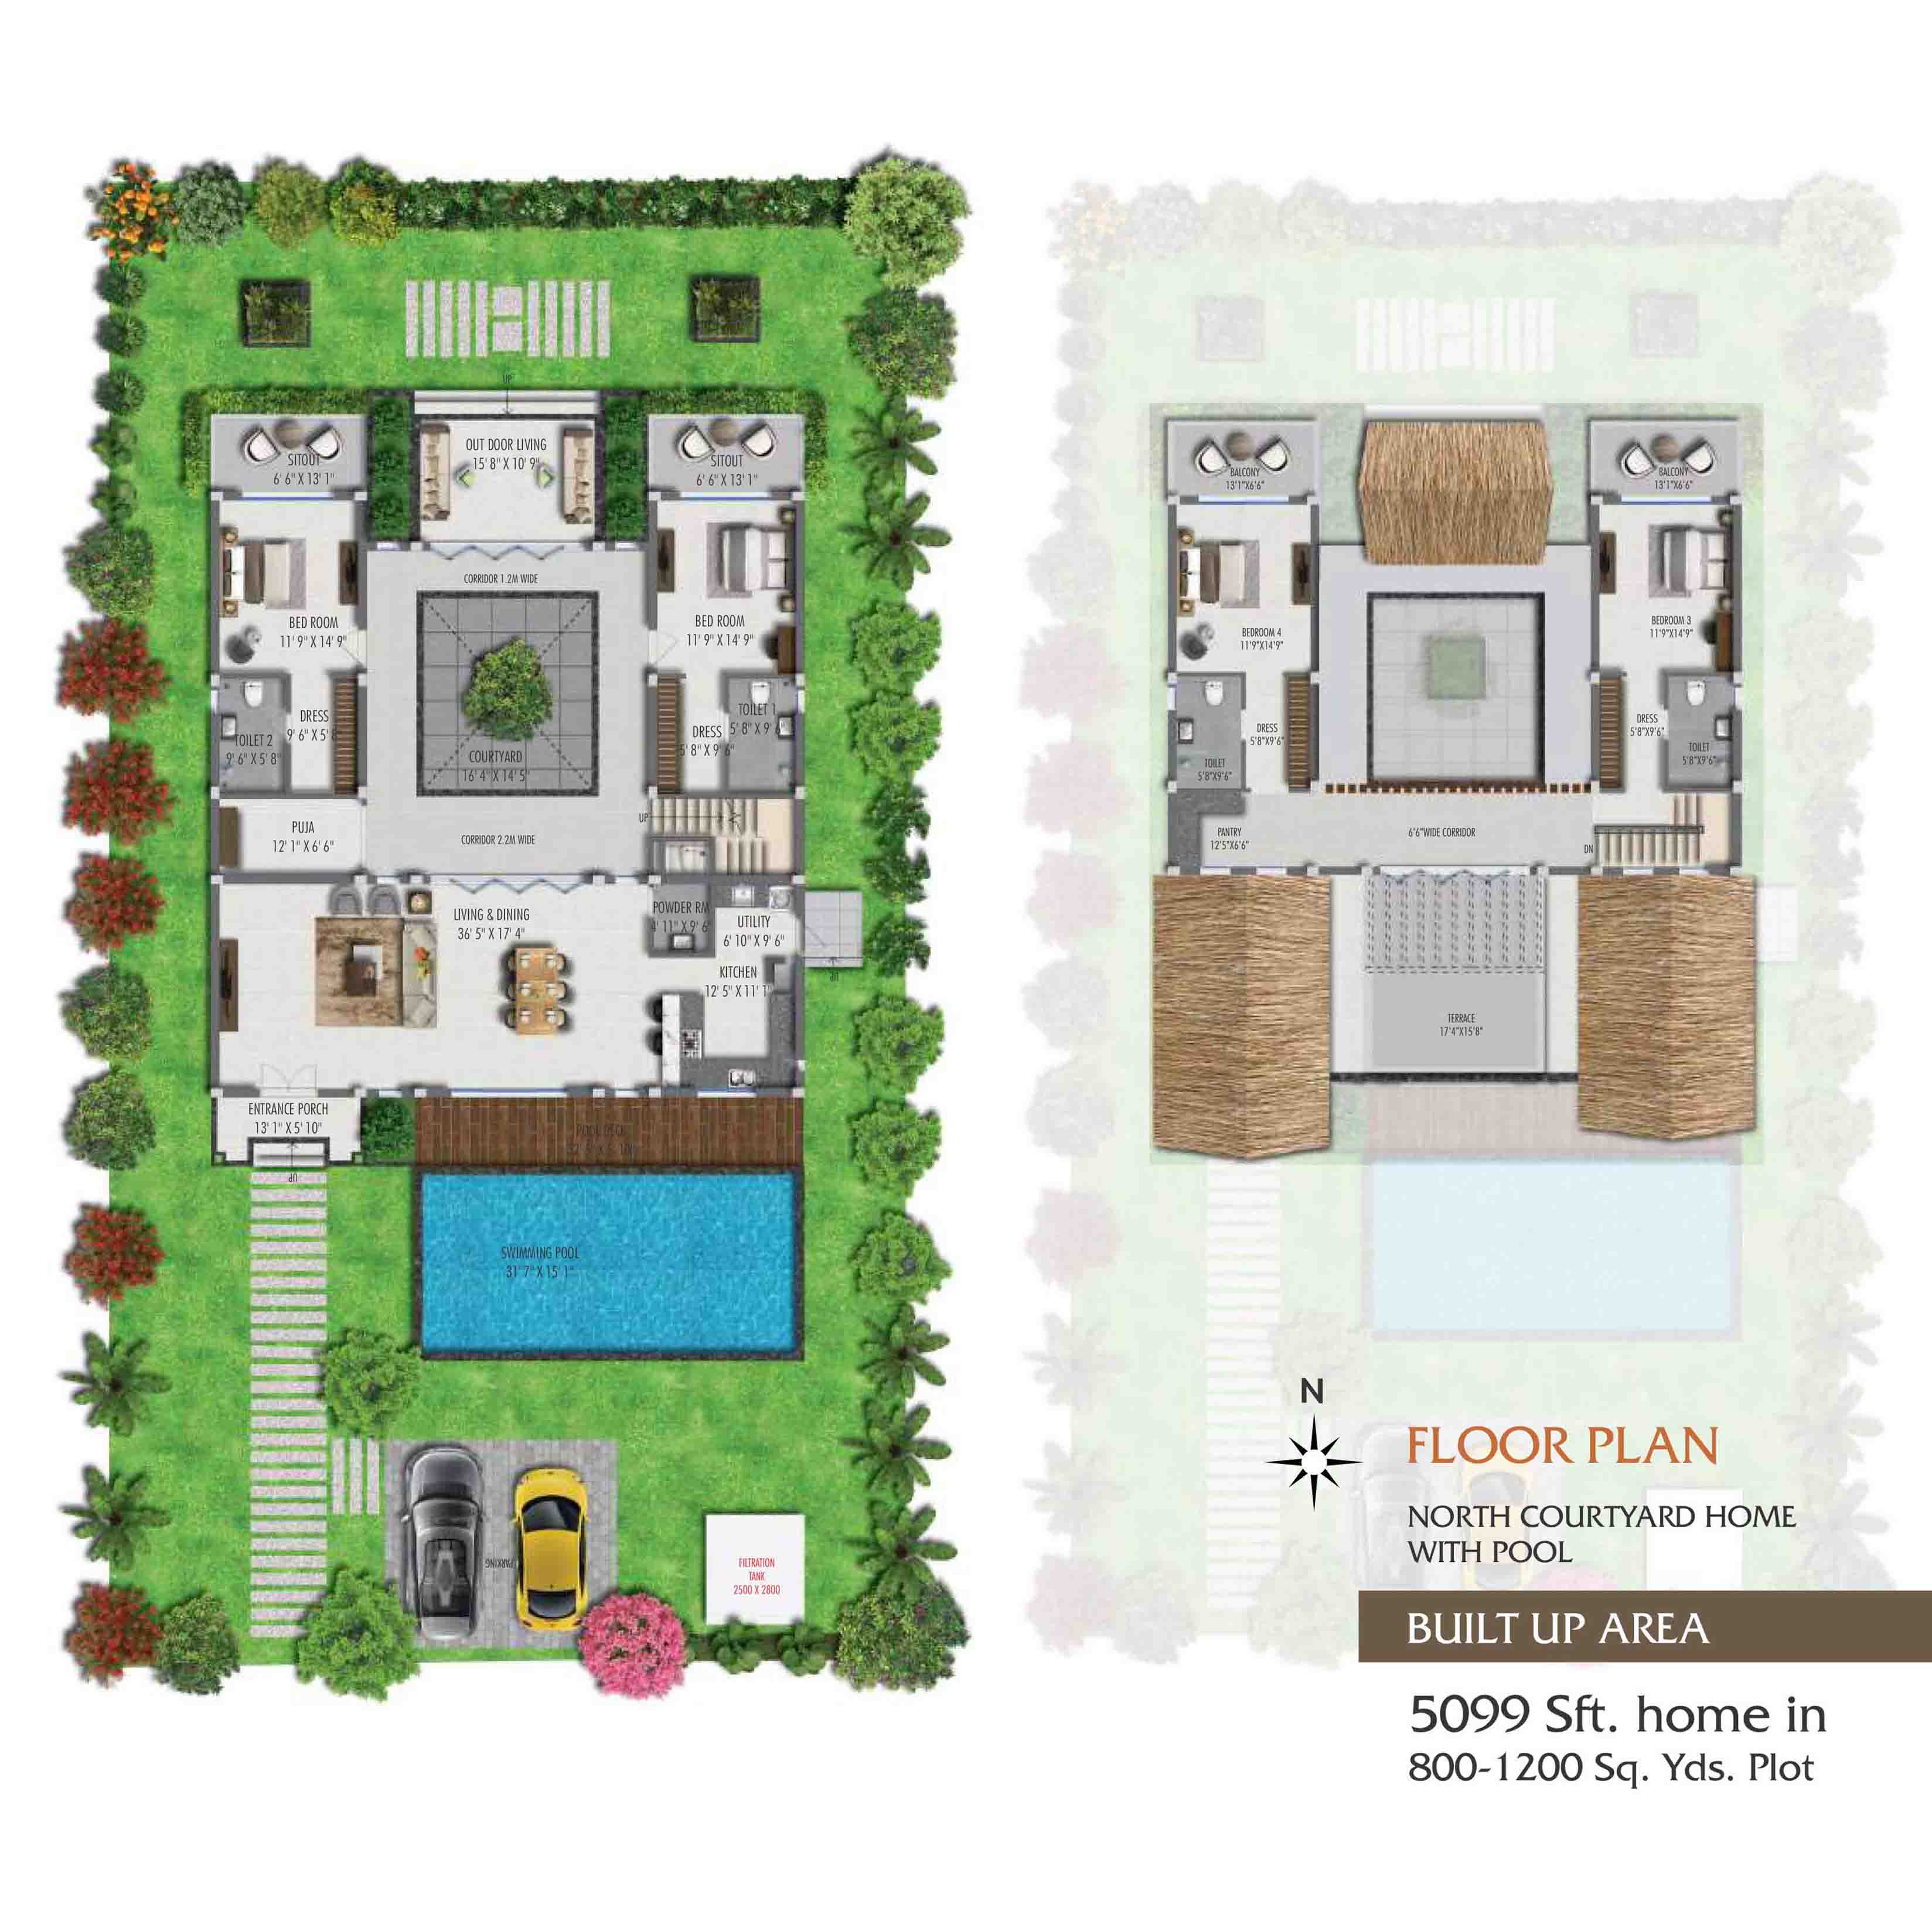 UP
OUT DOOR LIVING
15' 8" X 10' 9"
SITOUT
6' 6" X 13' 1"
SITOUT
6' 6" X 13' 1"
CORRIDOR 1.2M WIDE
BED ROOM
11' 9" X 14' 9"
BED ROOM
11' 9" X 14' 9"
DRESS
9' 6" X 5' 8
TOILET 2
9' 6" X 5' 8"
COURTYARD
16' 4" X 14' 5"
TOILET 1
5' 8" X 9' 6"
DRESS
5' 8" X 9' 6"
PUJA
12' 1" X 6' 6"
CORRIDOR 2.2M WIDE
UP
LIVING & DINING
36' 5" X 17' 4"
POWDER RM
4' 11" X 9' 6"
UTILITY
6' 10" X 9' 6"
KITCHEN
12' 5" X 11' 1"
UP
ENTRANCE PORCH
13' 1" X 5' 10"
UP
POOL DECK
SWIMMING POOL
31' 7" X 15' 1"
PARKING
FILTRATION
TANK
2500 X 2800
BALCONY
13'1"X6'6"
BALCONY
13'1"X6'6"
BEDROOM 4
11'9"X14'9"
BEDROOM 3
11'9"X14'9"
DRESS
5'8"X9'6"
TOILET
5'8"X9'6"
DRESS
5'8"X9'6"
TOILET
5'8"X9'6"
PANTRY
12'5"X6'6"
6'6"WIDE CORRIDOR
DN
TERRACE
17'4"X15'8"
N
FLOOR PLAN
NORTH COURTYARD HOME
WITH POOL
BUILT UP AREA
5099 Sft. home in
800-1200 Sq. Yds. Plot